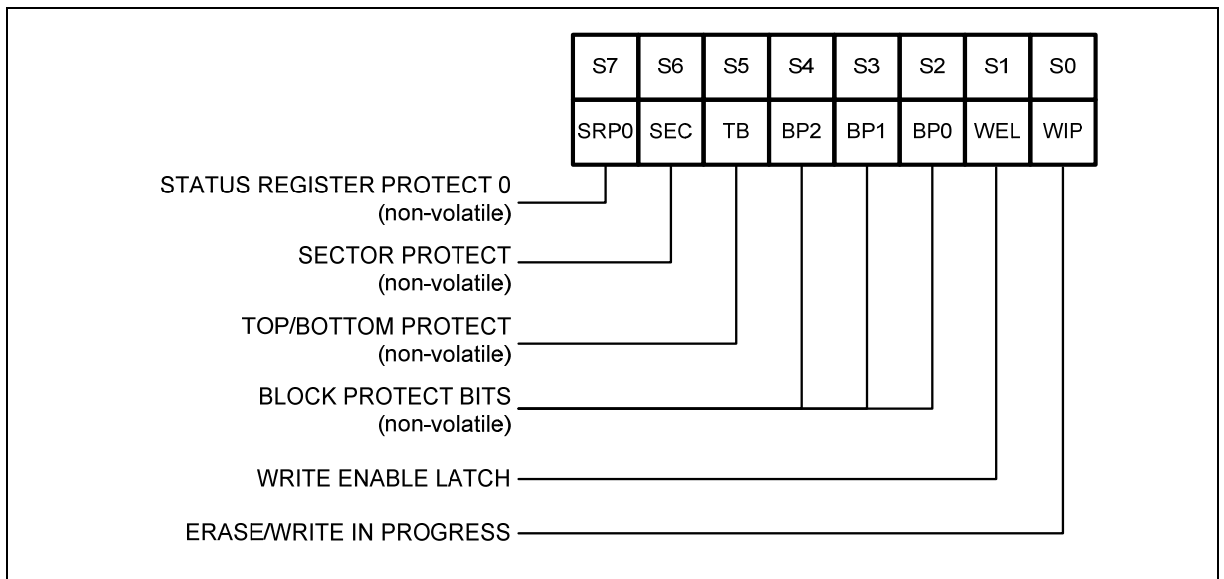 S7 S6 S5 S4 S3 S2 S1 S0
SRP0 SEC TB BP2 BP1 BP0 WEL WIP
STATUS REGISTER PROTECT 0
(non-volatile)
SECTOR PROTECT
(non-volatile)
TOP/BOTTOM PROTECT
(non-volatile)
BLOCK PROTECT BITS
(non-volatile)
WRITE ENABLE LATCH
ERASE/WRITE IN PROGRESS